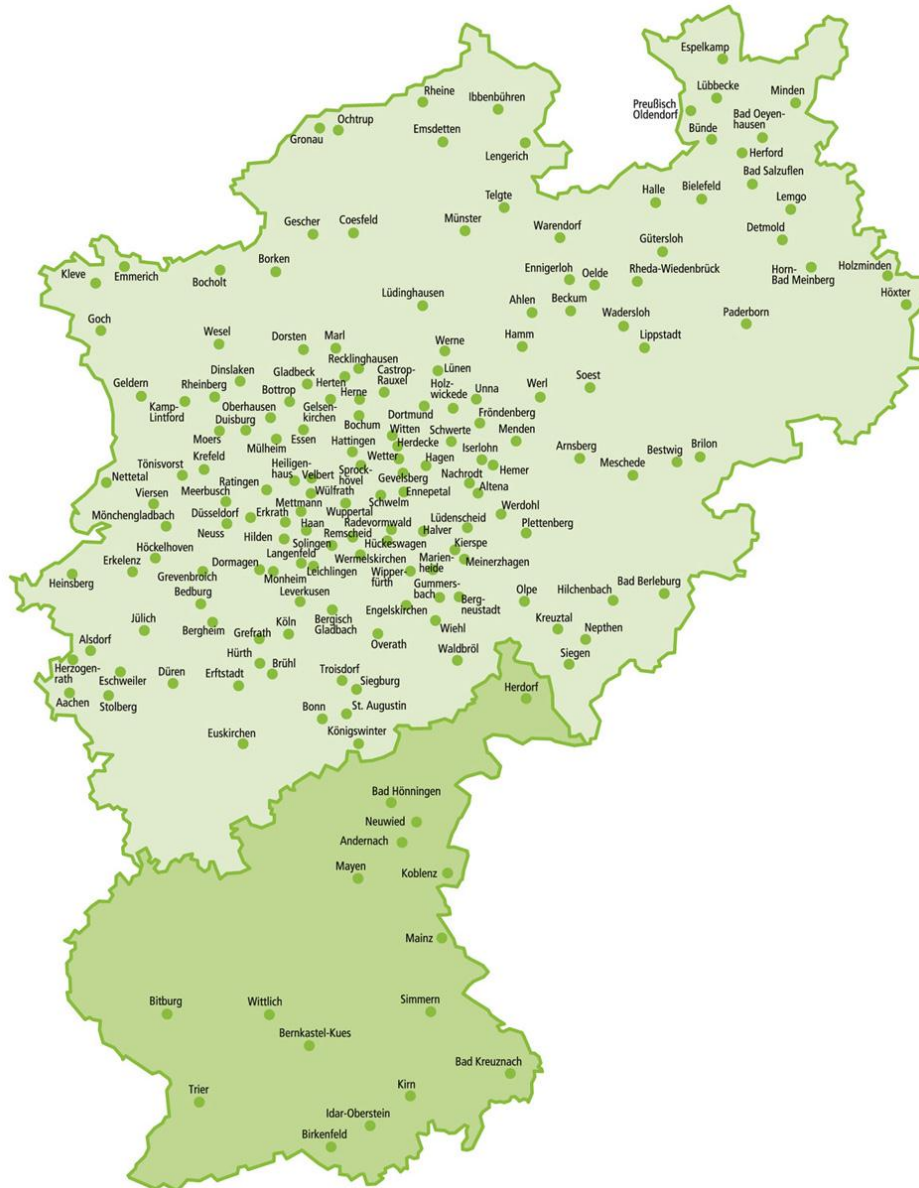 Espelkamp
Rheine
Ibbenbühren
Lübbecke
Minden
Preußisch
Oldendorf
Ochtrup
Gronau
Emsdetten
Bad Oeyen-
hausen
Bünde
Lengerich
Herford
Bad Salzuflen
Telgte
Halle
Bielefeld
Lemgo
Gescher
Coesfeld
Münster
Warendorf
Detmold
Gütersloh
Kleve
Emmerich
Bocholt
Borken
Ennigerloh
Oelde
Rheda-Wiedenbrück
Horn-
Bad Meinberg
Holzminden
Höxter
Lüdinghausen
Ahlen
Beckum
Goch
Wadersloh
Paderborn
Wesel
Dorsten
Marl
Werne
Hamm
Lippstadt
Recklinghausen
Dinslaken
Gladbeck
Castrop-
Rauxel
Lünen
Geldern
Rheinberg
Bottrop
Herten
Herne
Holz-
wickede
Unna
Werl
Soest
Kamp-
Lintford
Oberhausen
Gelsen-
kirchen
Dortmund
Duisburg
Bochum
Fröndenberg
Moers
Mülheim
Essen
Hattingen
Witten
Herdecke
Schwerte
Menden
Krefeld
Wetter
Hagen
Iserlohn
Arnsberg
Bestwig
Brilon
Tönisvorst
Heiligen-
haus
Velbert
Sprock-
hövel
Gevelsberg
Nachrodt
Hemer
Meschede
Nettetal
Ratingen
Wülfrath
Ennepetal
Altena
Viersen
Meerbusch
Mettmann
Wuppertal
Schwelm
Werdohl
Mönchengladbach
Düsseldorf
Erkrath
Haan
Radevormwald
Lüdenscheid
Plettenberg
Neuss
Hilden
Solingen
Remscheid
Halver
Hückeswagen
Kierspe
Höckelhoven
Erkelenz
Langenfeld
Wermelskirchen
Marien-
heide
Meinerzhagen
Heinsberg
Dormagen
Leichlingen
Wipper-
fürth
Grevenbroich
Monheim
Gummers-
bach
Bad Berleburg
Bedburg
Leverkusen
Berg-
neustadt
Olpe
Hilchenbach
Engelskirchen
Jülich
Bergheim
Köln
Bergisch
Gladbach
Wiehl
Kreuztal
Grefrath
Alsdorf
Overath
Nepthen
Hürth
Waldbröl
Siegen
Herzogen-
rath
Eschweiler
Düren
Erftstadt
Brühl
Troisdorf
Siegburg
Aachen
Stolberg
Herdorf
Bonn
St. Augustin
Euskirchen
Königswinter
Bad Hönningen
Neuwied
Andernach
Mayen
Koblenz
Mainz
Bitburg
Wittlich
Simmern
Bernkastel-Kues
Bad Kreuznach
Trier
Kirn
Idar-Oberstein
Birkenfeld